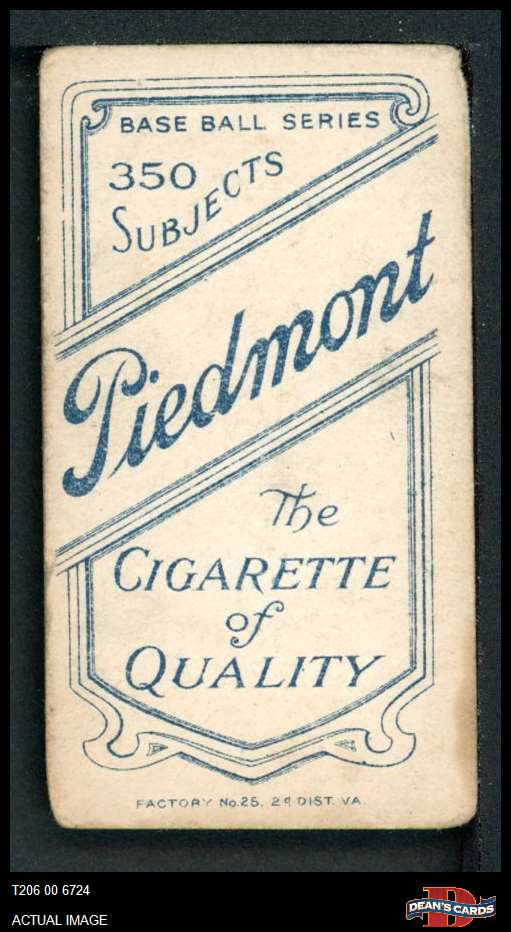 BASE BALL SERIES
350
SUBJECTS
Piedmont
The
CIGARETTE
of
QUALITY
FACTORY No.25, 2d DIST. VA.
T206 00 6724
ACTUAL IMAGE
DEAN'S CARDS